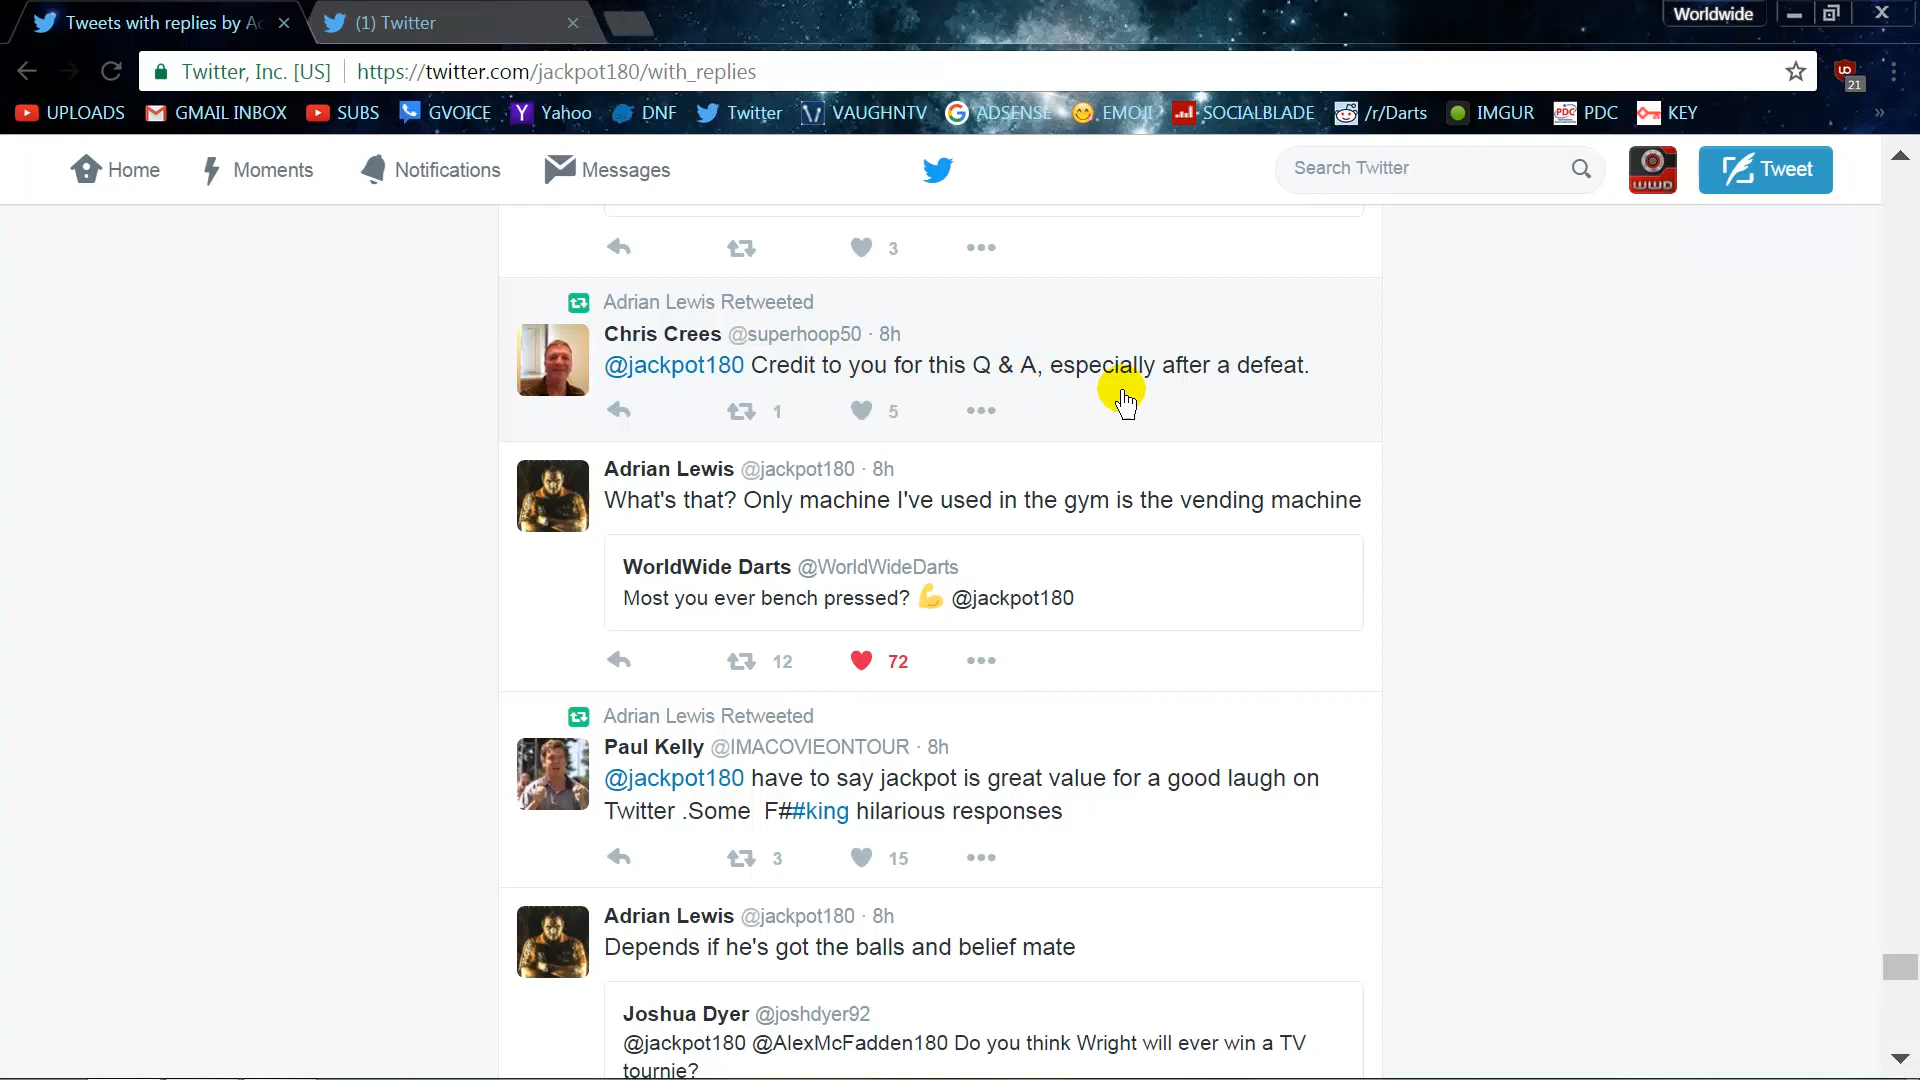 Tweets with replies by Ac
(1) Twitter
Worldwide
Twitter, Inc. [US]
https://twitter.com/jackpot180/with_replies
21
UPLOADS
GMAIL INBOX
SUBS
GVOICE
Yahoo
DNF
Twitter
VAUGHNTV
ADSENSE
EMOJI
SOCIALBLADE
/r/Darts
IMGUR
PDC
KEY
Home
Moments
Notifications
Messages
Search Twitter
WWD
Tweet
3
Adrian Lewis Retweeted
Chris Crees @superhoop50 · 8h
@jackpot180 Credit to you for this Q & A, especially after a defeat.
1
5
Adrian Lewis @jackpot180 · 8h
What's that? Only machine I've used in the gym is the vending machine
WorldWide Darts @WorldWideDarts
Most you ever bench pressed? 💪 @jackpot180
12
72
Adrian Lewis Retweeted
Paul Kelly @IMACOVIEONTOUR · 8h
@jackpot180 have to say jackpot is great value for a good laugh on
Twitter .Some  F###king hilarious responses
3
15
Adrian Lewis @jackpot180 · 8h
Depends if he's got the balls and belief mate
Joshua Dyer @joshdyer92
@jackpot180 @AlexMcFadden180 Do you think Wright will ever win a TV
tournie?